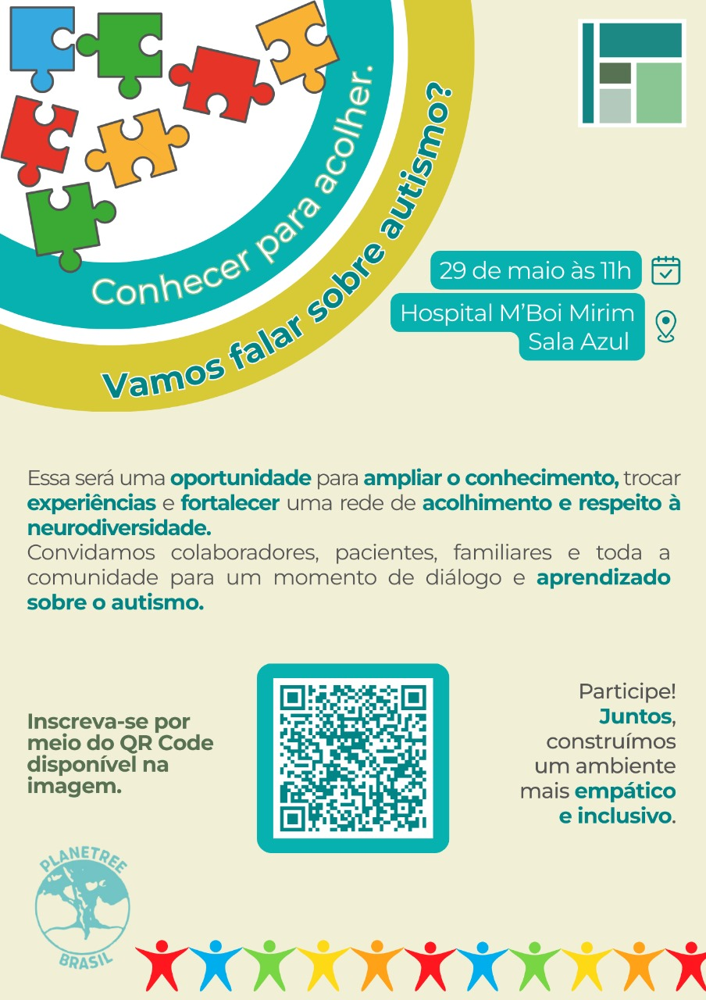 Conhecer para acolher.
Vamos falar sobre autismo?
29 de maio às 11h
Hospital M'Boi Mirim
Sala Azul
Essa será uma oportunidade para ampliar o conhecimento, trocar
experiências e fortalecer uma rede de acolhimento e respeito à
neurodiversidade.
Convidamos colaboradores, pacientes, familiares e toda a
comunidade para um momento de diálogo e aprendizado
sobre o autismo.
Inscreva-se por
meio do QR Code
disponível na
imagem.
Participe!
Juntos,
construímos
um ambiente
mais empático
e inclusivo.
PLANETREE
BRASIL